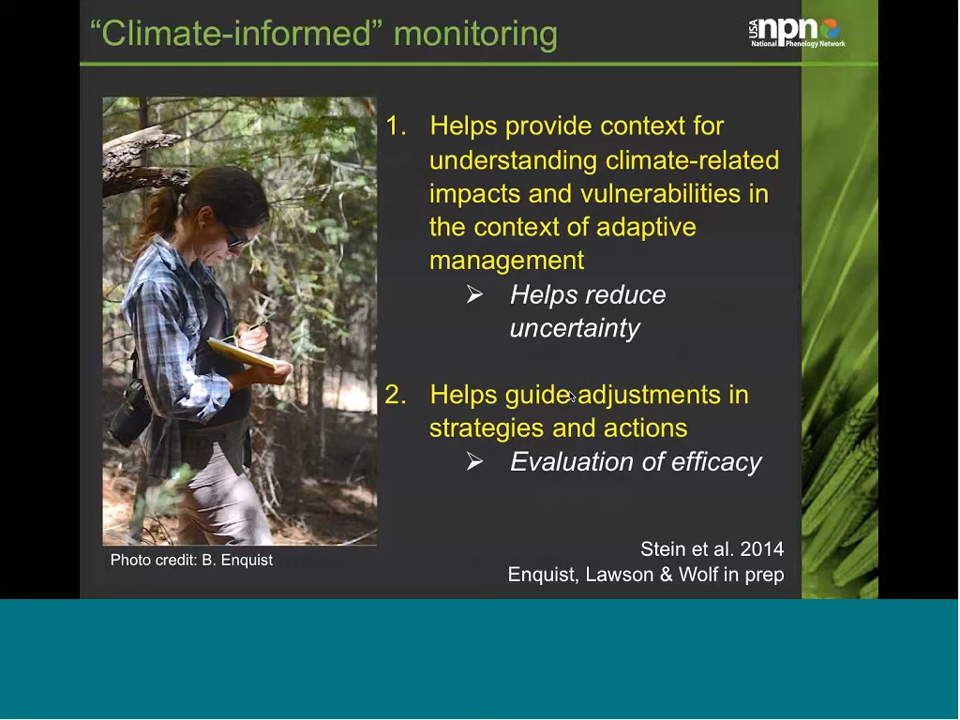 “Climate-informed” monitoring
USA
npn
National Phenology Network
1. Helps provide context for
understanding climate-related
impacts and vulnerabilities in
the context of adaptive
management
➢ Helps reduce
uncertainty
2. Helps guide adjustments in
strategies and actions
➢ Evaluation of efficacy
Stein et al. 2014
Enquist, Lawson & Wolf in prep
Photo credit: B. Enquist